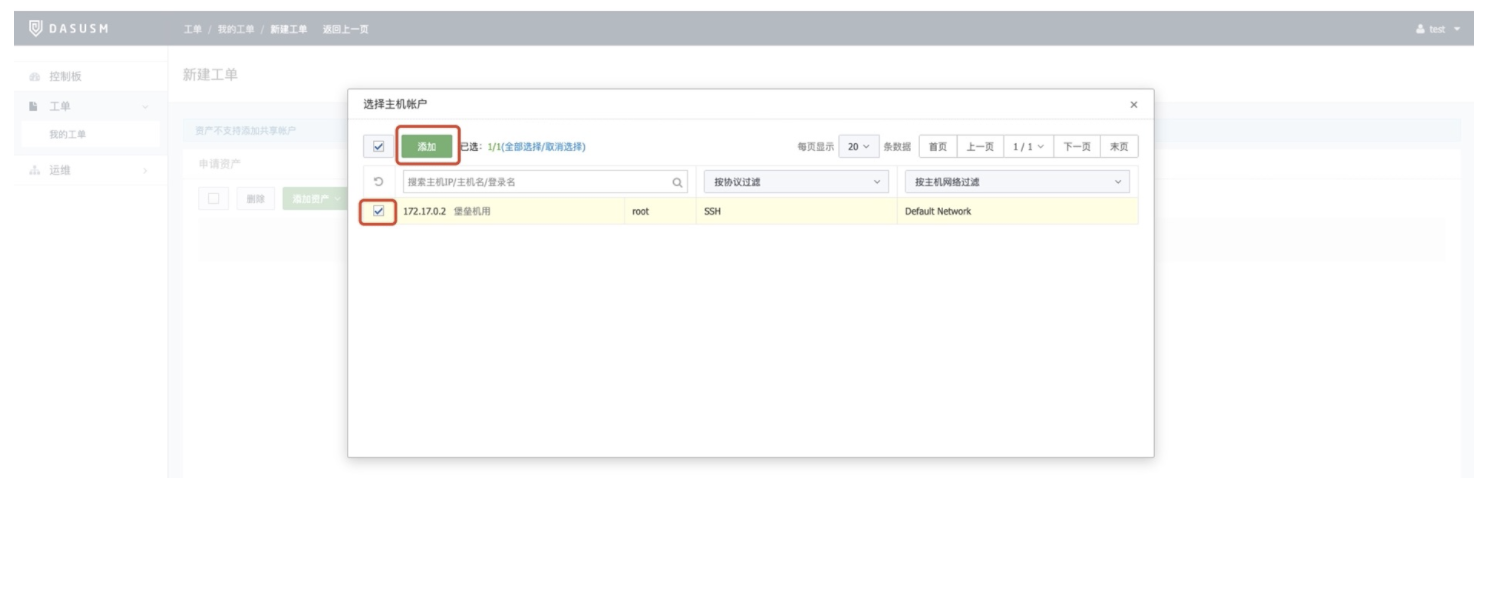 DASUSM 工单 / 我的工单 / 新建工单 返回上一页 test
控制板
工单
我的工单
运维
新建工单
资产不支持添加共享帐户
申请资产
删除 添加资产
选择主机帐户 ×
添加 已选: 1/1(全部选择/取消选择) 每页显示 20 条数据 首页 上一页 1 / 1 下一页 末页
搜索主机IP/主机名/登录名 按协议过滤 按主机网络过滤
172.17.0.2 堡垒机用 root SSH Default Network